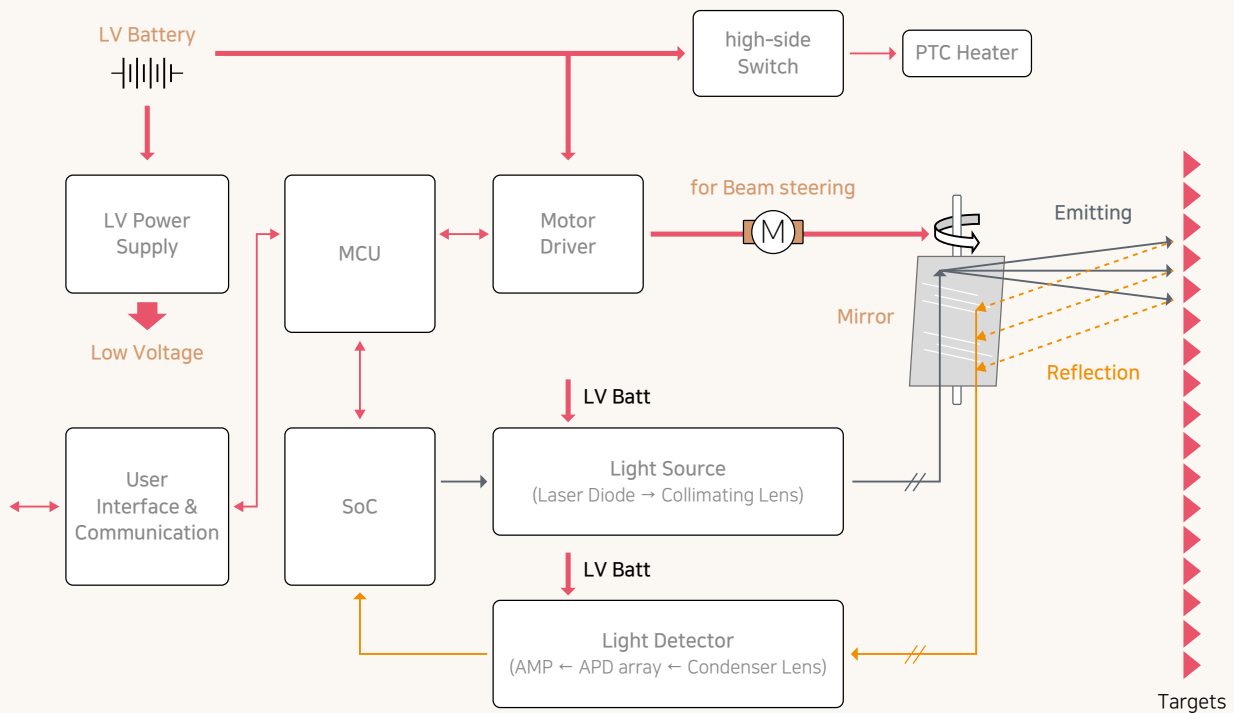 LV Battery
high-side
Switch
PTC Heater
LV Power
Supply
MCU
Motor
Driver
for Beam steering
M
Emitting
Mirror
Low Voltage
Reflection
LV Batt
User
Interface &
Communication
SoC
Light Source
(Laser Diode → Collimating Lens)
LV Batt
Light Detector
(AMP ← APD array ← Condenser Lens)
Targets